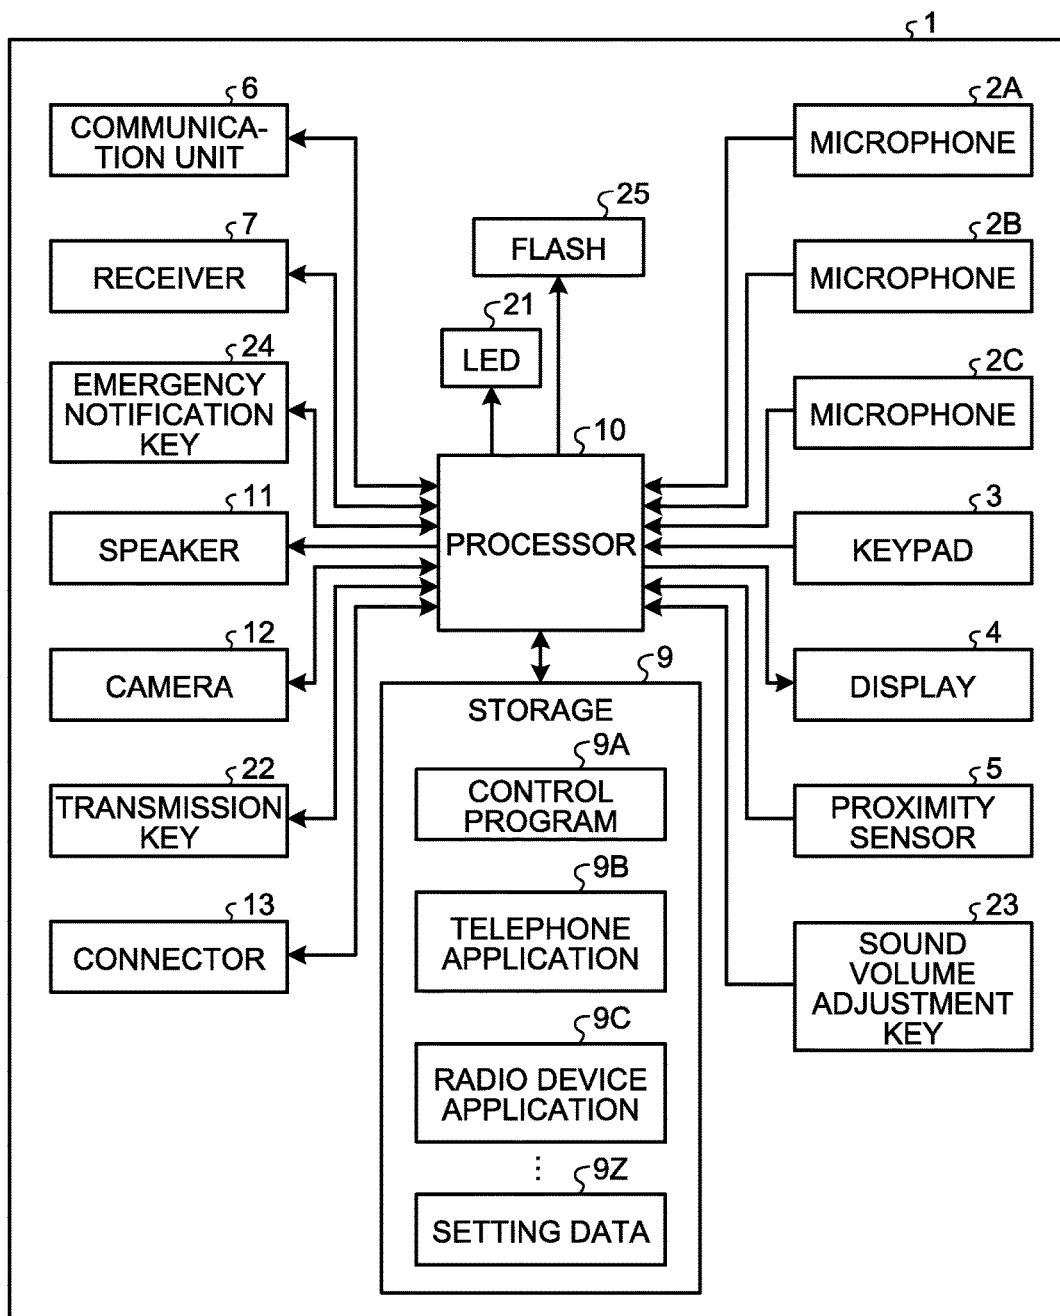 1
6
COMMUNICA-
TION UNIT
2A
MICROPHONE
25
FLASH
7
RECEIVER
2B
MICROPHONE
21
LED
24
EMERGENCY
NOTIFICATION
KEY
2C
MICROPHONE
10
PROCESSOR
11
SPEAKER
3
KEYPAD
12
CAMERA
4
DISPLAY
9
STORAGE
9A
CONTROL
PROGRAM
22
TRANSMISSION
KEY
5
PROXIMITY
SENSOR
9B
TELEPHONE
APPLICATION
13
CONNECTOR
23
SOUND
VOLUME
ADJUSTMENT
KEY
9C
RADIO DEVICE
APPLICATION
⋮
9Z
SETTING DATA